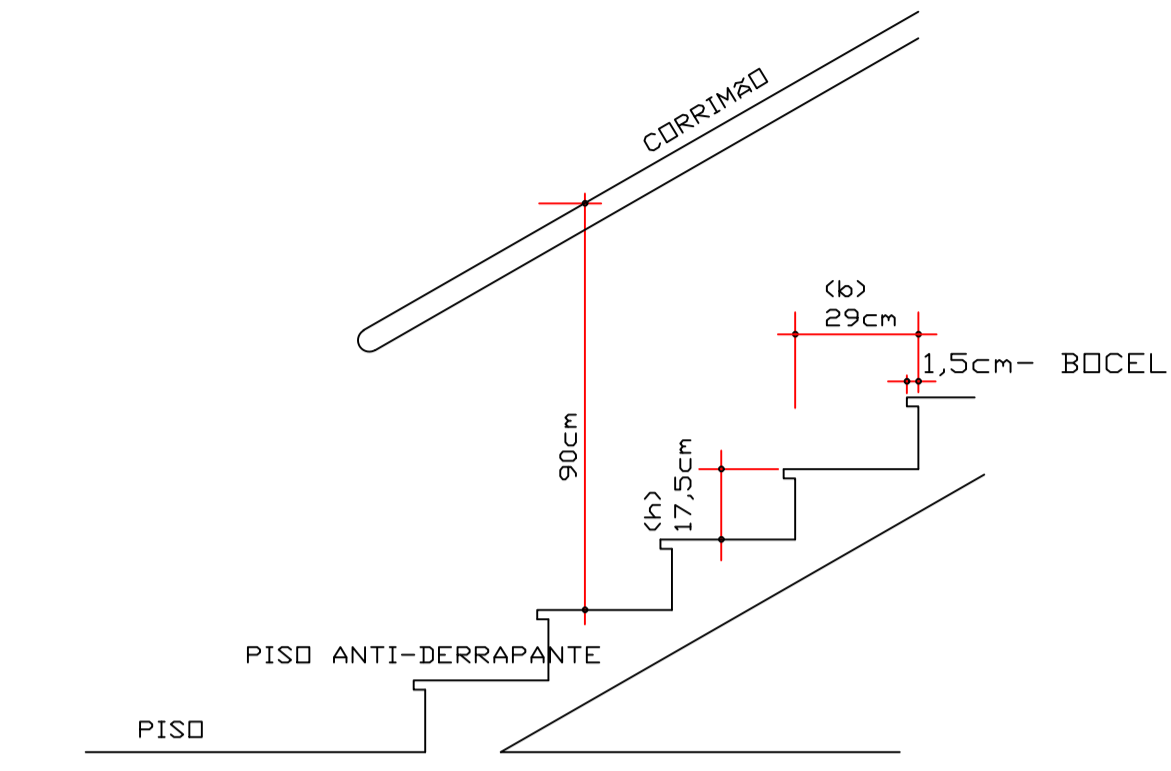 CORRIMÃO
(b)
29cm
1,5cm- BOCEL
90cm
(h)
17,5cm
PISO ANTI-DERRAPANTE
PISO